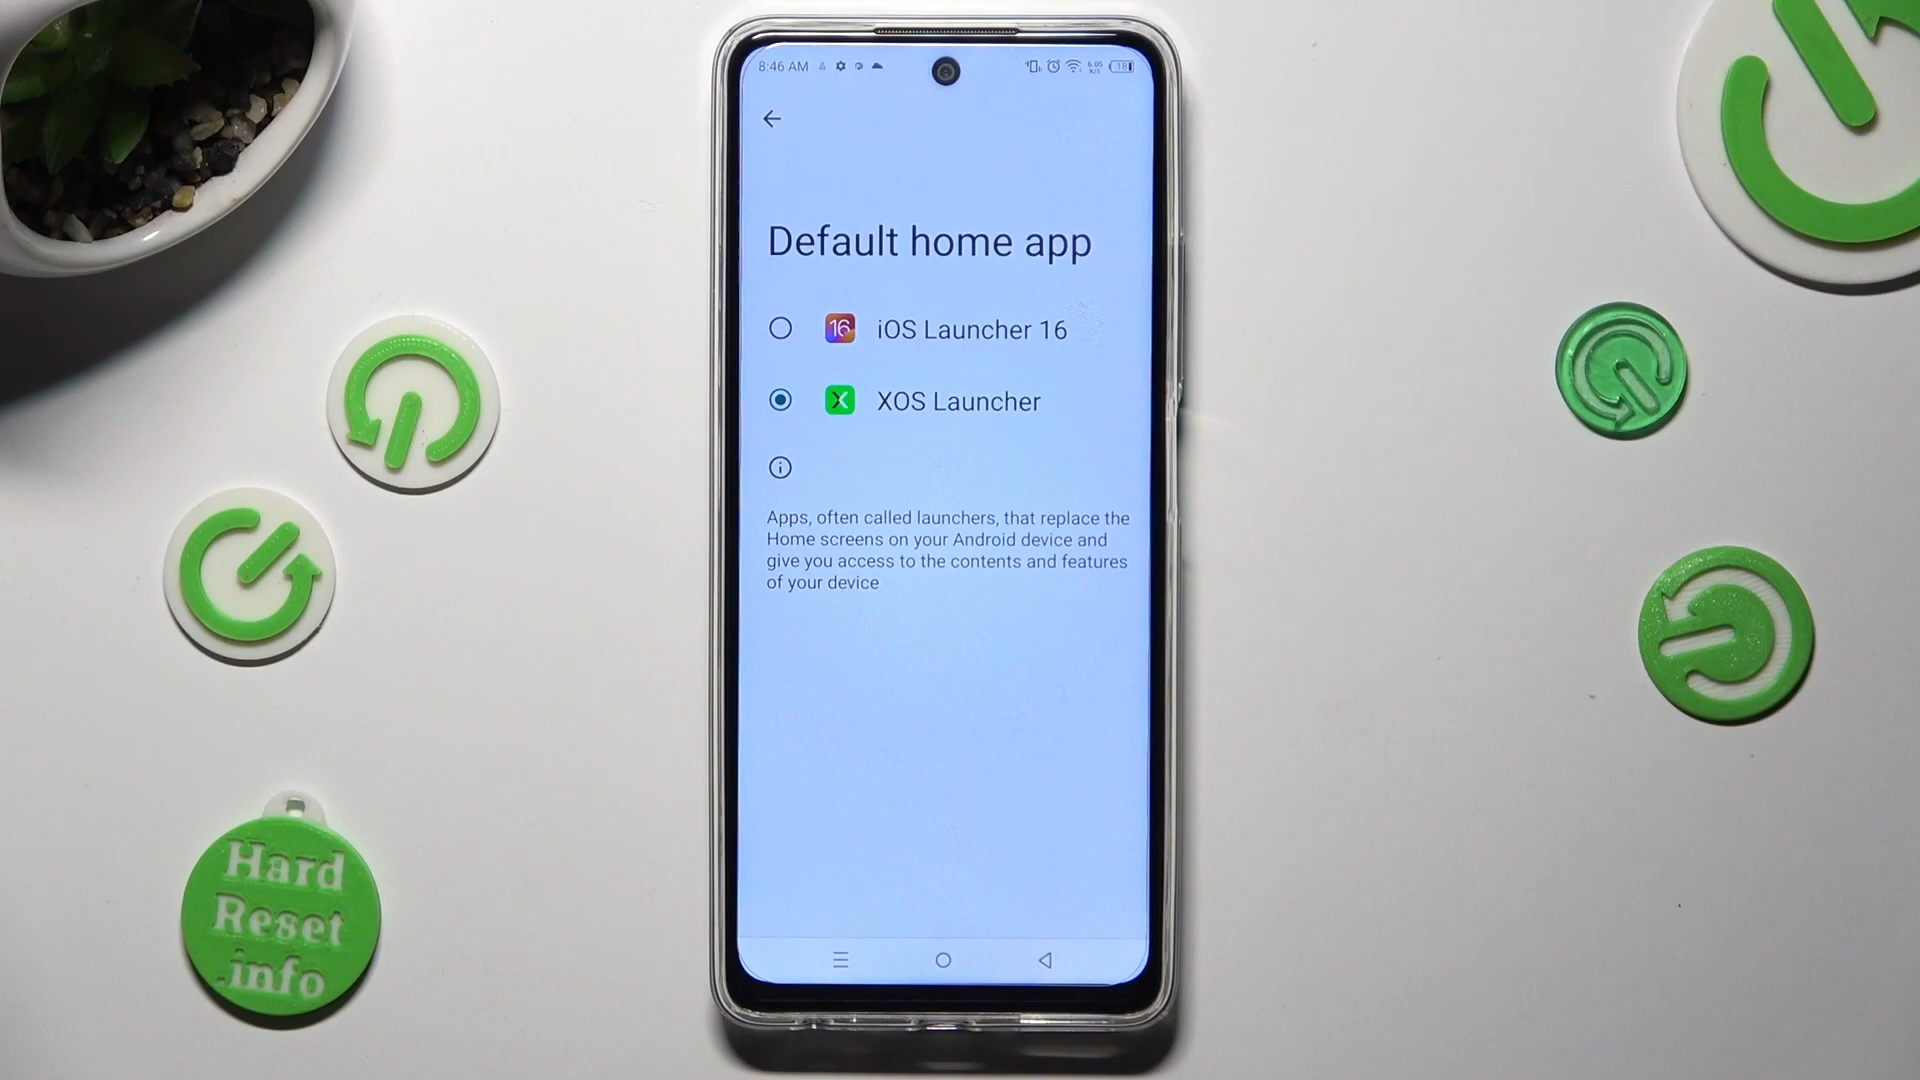 8:46 AM
18
Default home app
16 iOS Launcher 16
X XOS Launcher
Apps, often called launchers, that replace the
Home screens on your Android device and
give you access to the contents and features
of your device
Hard
Reset
.info